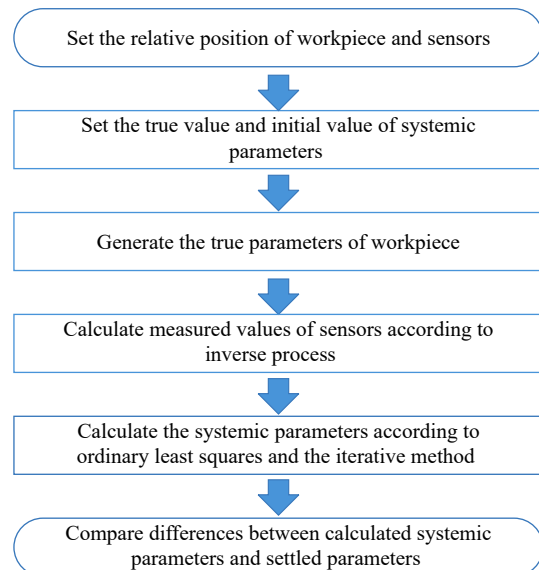 Set the relative position of workpiece and sensors
Set the true value and initial value of systemic
parameters
Generate the true parameters of workpiece
Calculate measured values of sensors according to
inverse process
Calculate the systemic parameters according to
ordinary least squares and the iterative method
Compare differences between calculated systemic
parameters and settled parameters